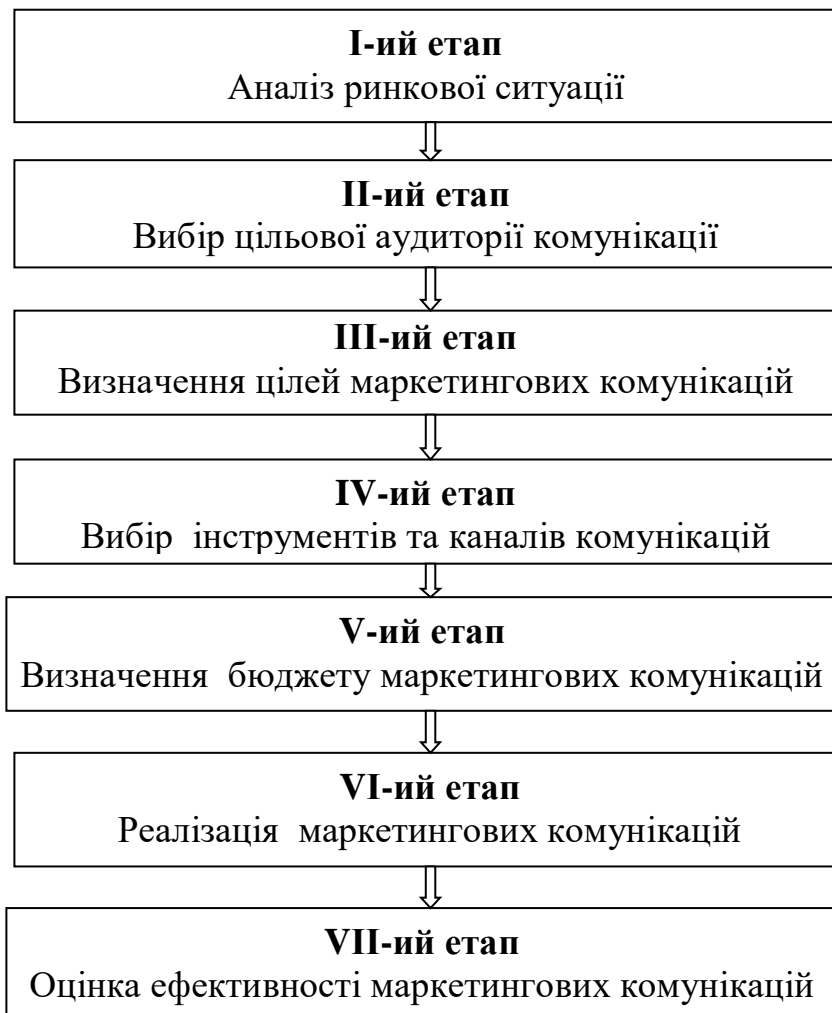 I-ий етап
Аналіз ринкової ситуації
II-ий етап
Вибір цільової аудиторії комунікації
III-ий етап
Визначення цілей маркетингових комунікацій
IV-ий етап
Вибір інструментів та каналів комунікацій
V-ий етап
Визначення бюджету маркетингових комунікацій
VI-ий етап
Реалізація маркетингових комунікацій
VII-ий етап
Оцінка ефективності маркетингових комунікацій